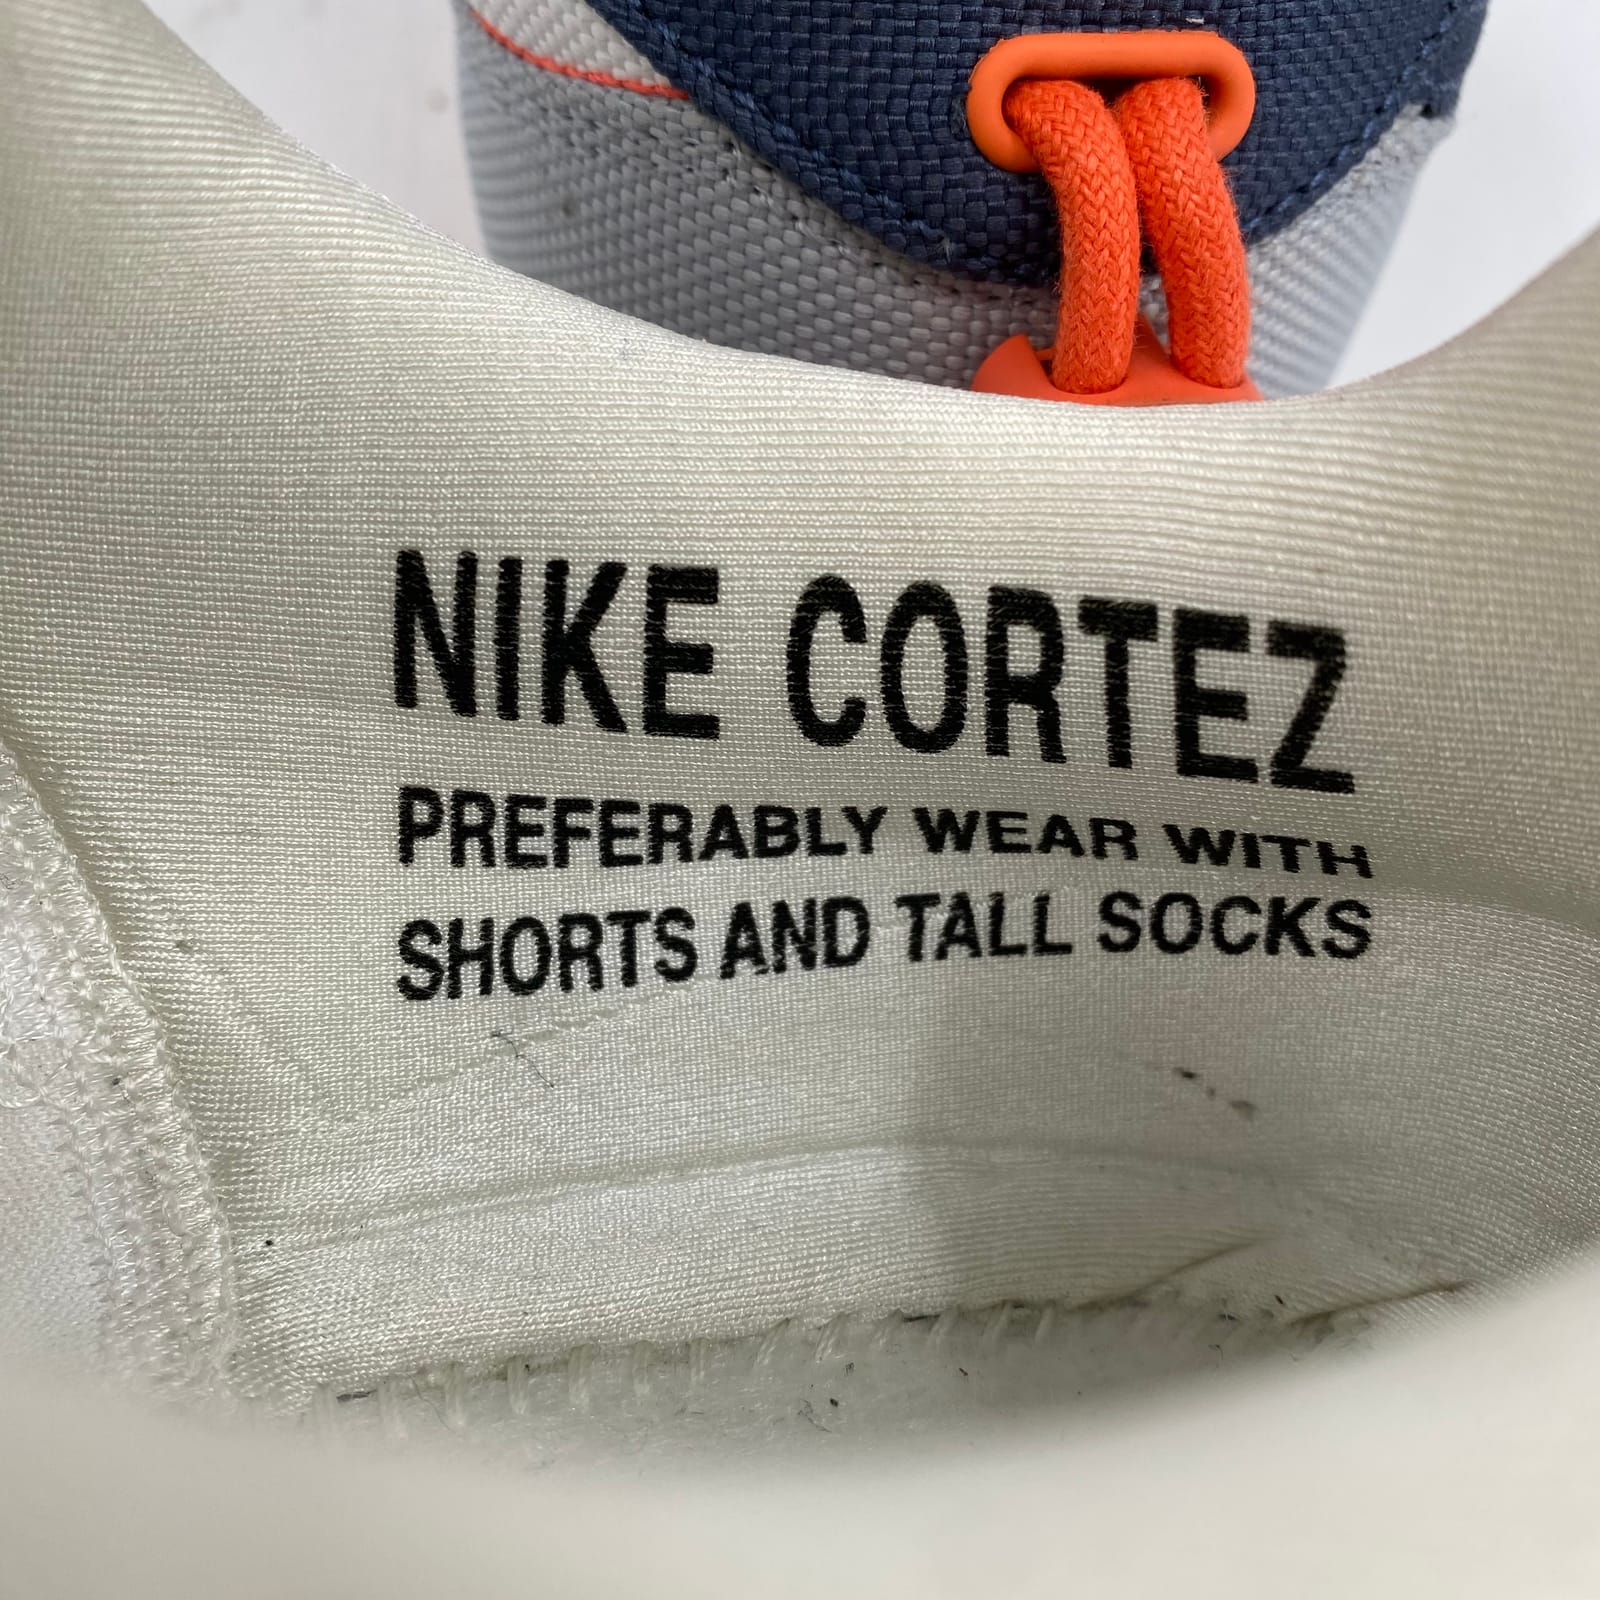 NIKE CORTEZ
PREFERABLY WEAR WITH
SHORTS AND TALL SOCKS